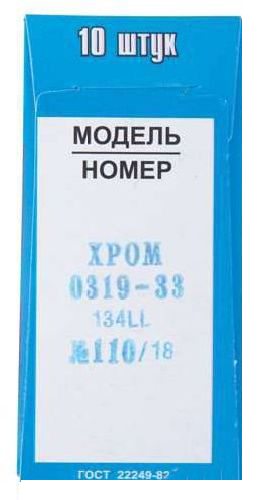 10 штук
МОДЕЛЬ
НОМЕР
ХРОМ
0319-33
134LL
№110/18
ГОСТ 22249-82